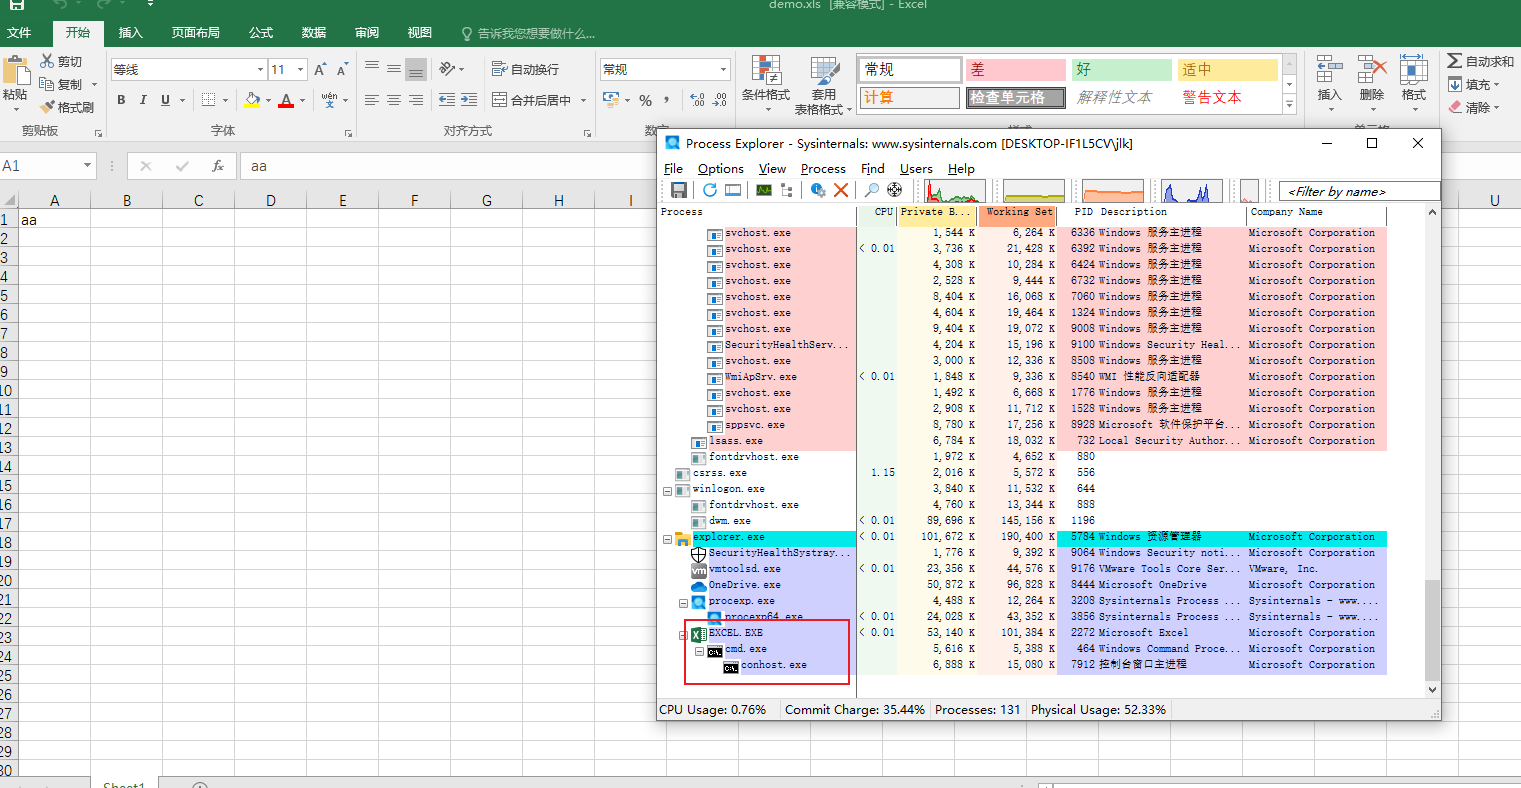 demo.xls [兼容模式] - Excel
文件 开始 插入 页面布局 公式 数据 审阅 视图 告诉我您想要做什么...
粘贴 剪切 复制 格式刷
剪贴板
等线 11 A A
B I U A wén 文
字体
自动换行
合并后居中
对齐方式
常规
% , .0 .00
数字
条件格式 套用 表格格式
常规 差 好 适中
计算 检查单元格 解释性文本 警告文本
样式
插入 删除 格式
单元格
自动求和
填充
清除
A1 fx aa
A B C D E F G H I U
1 aa
2
3
4
5
6
7
8
9
10
11
12
13
14
15
16
17
18
19
20
21
22
23
24
25
26
27
28
29
30
Sheet1
Process Explorer - Sysinternals: www.sysinternals.com [DESKTOP-IF1L5CV\jlk]
File Options View Process Find Users Help
<Filter by name>
Process CPU Private B... Working Set PID Description Company Name
svchost.exe 1,544 K 6,264 K 6336 Windows 服务主进程 Microsoft Corporation
svchost.exe < 0.01 3,736 K 21,428 K 6392 Windows 服务主进程 Microsoft Corporation
svchost.exe 4,308 K 10,284 K 6424 Windows 服务主进程 Microsoft Corporation
svchost.exe 2,528 K 9,444 K 6732 Windows 服务主进程 Microsoft Corporation
svchost.exe 8,404 K 16,068 K 7060 Windows 服务主进程 Microsoft Corporation
svchost.exe 4,604 K 19,464 K 1324 Windows 服务主进程 Microsoft Corporation
svchost.exe 9,404 K 19,072 K 9008 Windows 服务主进程 Microsoft Corporation
SecurityHealthServ... 4,204 K 15,196 K 9100 Windows Security Heal... Microsoft Corporation
svchost.exe 3,000 K 12,336 K 8508 Windows 服务主进程 Microsoft Corporation
WmiApSrv.exe < 0.01 1,848 K 9,336 K 8540 WMI 性能反向适配器 Microsoft Corporation
svchost.exe 1,492 K 6,668 K 1776 Windows 服务主进程 Microsoft Corporation
svchost.exe 2,908 K 11,712 K 1528 Windows 服务主进程 Microsoft Corporation
sppsvc.exe 8,780 K 17,256 K 8928 Microsoft 软件保护平台... Microsoft Corporation
lsass.exe 6,784 K 18,032 K 732 Local Security Author... Microsoft Corporation
fontdrvhost.exe 1,972 K 4,652 K 880
csrss.exe 1.15 2,016 K 5,572 K 556
winlogon.exe 3,840 K 11,532 K 644
fontdrvhost.exe 4,760 K 13,344 K 888
dwm.exe < 0.01 89,696 K 145,156 K 1196
explorer.exe < 0.01 101,672 K 190,400 K 5784 Windows 资源管理器 Microsoft Corporation
SecurityHealthSystray... 1,776 K 9,392 K 9064 Windows Security noti... Microsoft Corporation
vmtoolsd.exe < 0.01 23,356 K 44,576 K 9176 VMware Tools Core Ser... VMware, Inc.
OneDrive.exe 50,872 K 96,828 K 8444 Microsoft OneDrive Microsoft Corporation
procexp.exe 4,488 K 12,264 K 3208 Sysinternals Process ... Sysinternals - www....
procexp64.exe < 0.01 24,028 K 43,352 K 3856 Sysinternals Process ... Sysinternals - www....
EXCEL.EXE < 0.01 53,140 K 101,384 K 2272 Microsoft Excel Microsoft Corporation
cmd.exe 5,616 K 5,388 K 464 Windows Command Proce... Microsoft Corporation
conhost.exe 6,888 K 15,080 K 7912 控制台窗口主进程 Microsoft Corporation
CPU Usage: 0.76% Commit Charge: 35.44% Processes: 131 Physical Usage: 52.33%